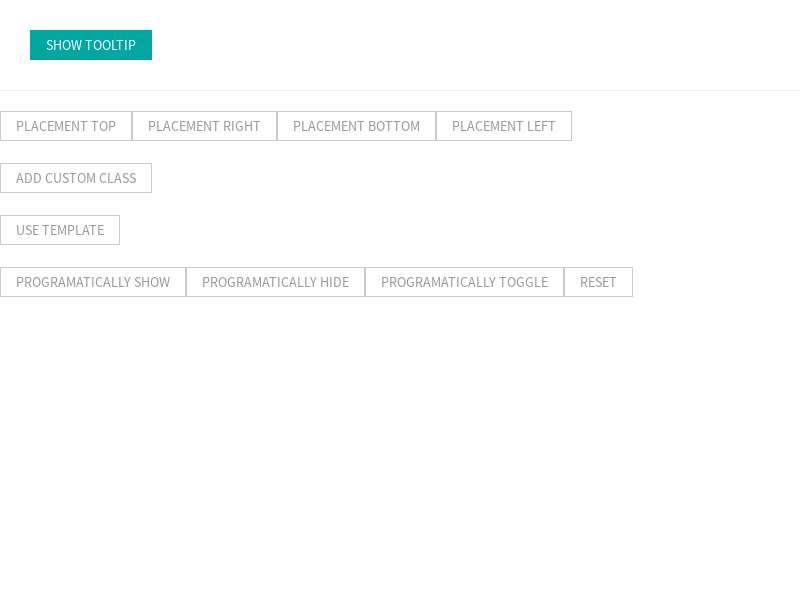 SHOW TOOLTIP
PLACEMENT TOP PLACEMENT RIGHT PLACEMENT BOTTOM PLACEMENT LEFT
ADD CUSTOM CLASS
USE TEMPLATE
PROGRAMATICALLY SHOW PROGRAMATICALLY HIDE PROGRAMATICALLY TOGGLE RESET